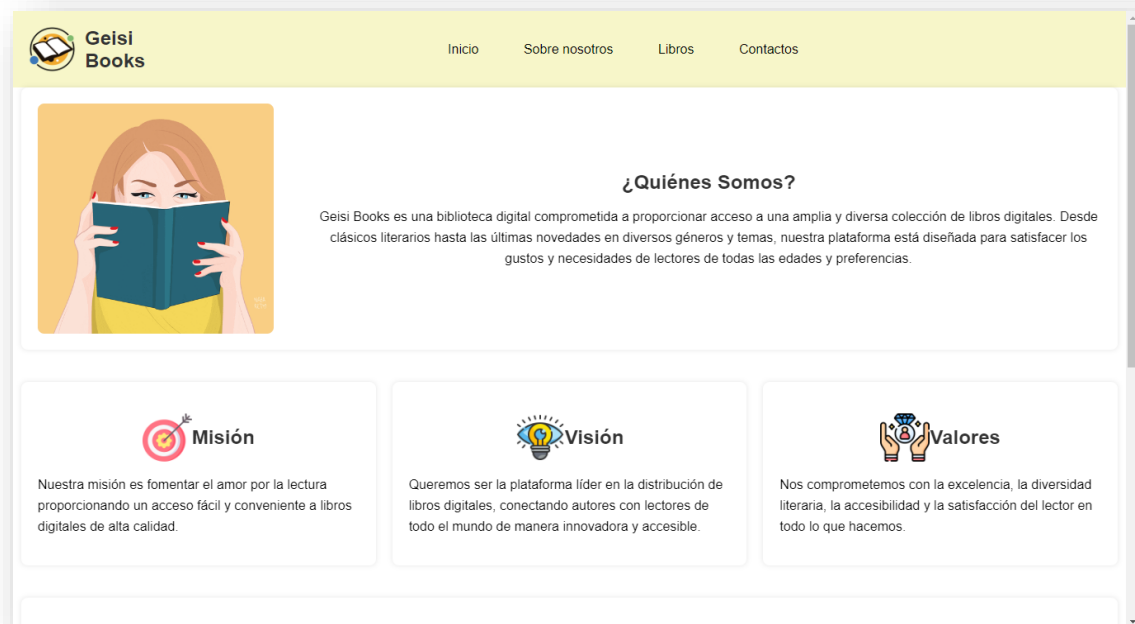 Geisi
Books
Inicio
Sobre nosotros
Libros
Contactos
¿Quiénes Somos?
Geisi Books es una biblioteca digital comprometida a proporcionar acceso a una amplia y diversa colección de libros digitales. Desde
clásicos literarios hasta las últimas novedades en diversos géneros y temas, nuestra plataforma está diseñada para satisfacer los
gustos y necesidades de lectores de todas las edades y preferencias.
Misión
Nuestra misión es fomentar el amor por la lectura
proporcionando un acceso fácil y conveniente a libros
digitales de alta calidad.
Visión
Queremos ser la plataforma líder en la distribución de
libros digitales, conectando autores con lectores de
todo el mundo de manera innovadora y accesible.
Valores
Nos comprometemos con la excelencia, la diversidad
literaria, la accesibilidad y la satisfacción del lector en
todo lo que hacemos.